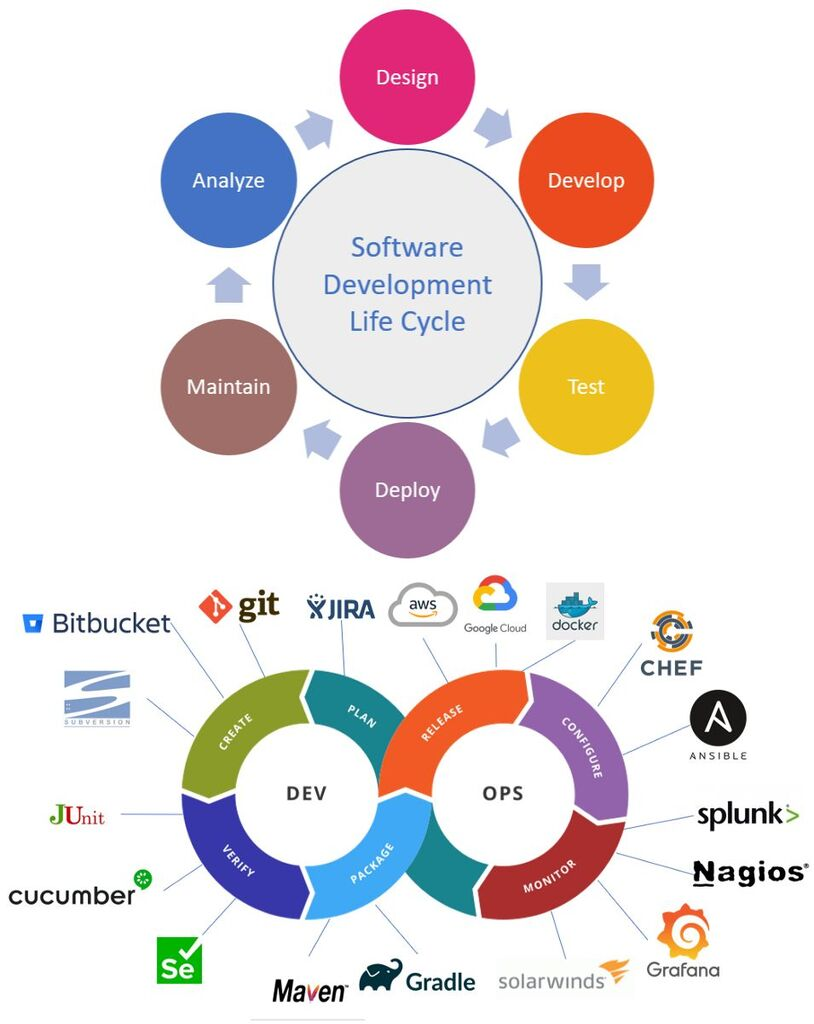 Design
Analyze
Develop
Software
Development
Life Cycle
Maintain
Test
Deploy
Bitbucket
git
JIRA
aws
Google Cloud
docker
CHEF
SUBVERSION
ANSIBLE
CREATE
PLAN
RELEASE
CONFIGURE
DEV
OPS
JUnit
splunk>
VERIFY
PACKAGE
MONITOR
Nagios®
cucumber
Se
Maven™
Gradle
solarwinds
Grafana